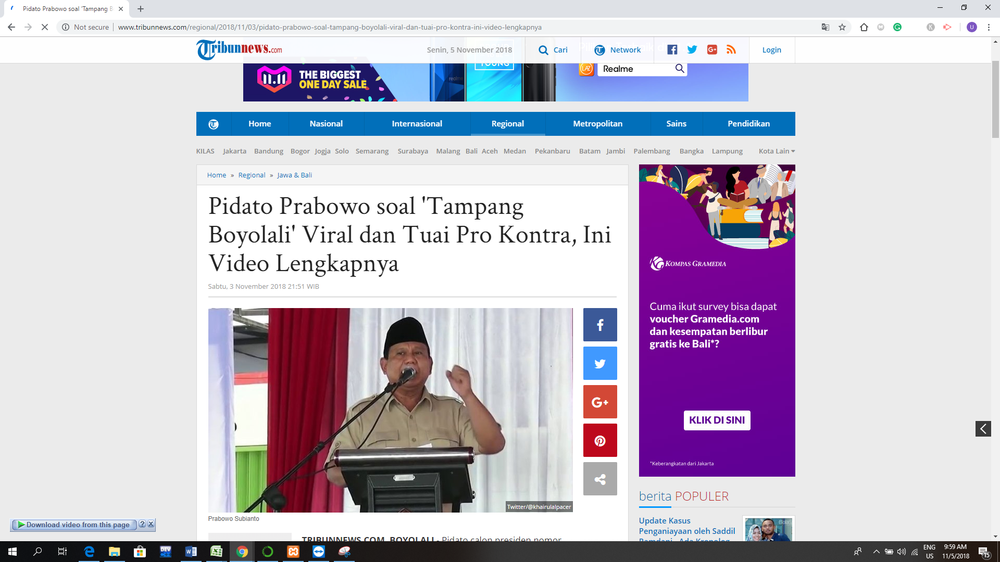 Pidato Prabowo soal 'Tampang B
Not secure
www.tribunnews.com/regional/2018/11/03/pidato-prabowo-soal-tampang-boyolali-viral-dan-tuai-pro-kontra-ini-video-lengkapnya
U
Tribunnews.com
Senin, 5 November 2018
Cari
Network
Login
11.11
THE BIGGEST
ONE DAY SALE
realme
YOUNG
LAZ
Realme
Home
Nasional
Internasional
Regional
Metropolitan
Sains
Pendidikan
KILAS Jakarta Bandung Bogor Jogja Solo Semarang Surabaya Malang Bali Aceh Medan Pekanbaru Batam Jambi Palembang Bangka Lampung Kota Lain
Home » Regional » Jawa & Bali
Pidato Prabowo soal 'Tampang
Boyolali' Viral dan Tuai Pro Kontra, Ini
Video Lengkapnya
Sabtu, 3 November 2018 21:51 WIB
Twitter/@khairulalpacer
Prabowo Subianto
TRIBUNNEWS.COM, BOYOLALI - Pidato calon presiden nomor
G+
KOMPAS GRAMEDIA
Cuma ikut survey bisa dapat
voucher Gramedia.com
dan kesempatan berlibur
gratis ke Bali*?
KLIK DI SINI
*Keberangkatan dari Jakarta
berita POPULER
Update Kasus
Penganiayaan oleh Saddil
Ramdani, Ada Kronolog
Download video from this page
?
DEV
ENG
US
9:59 AM
11/5/2018
15